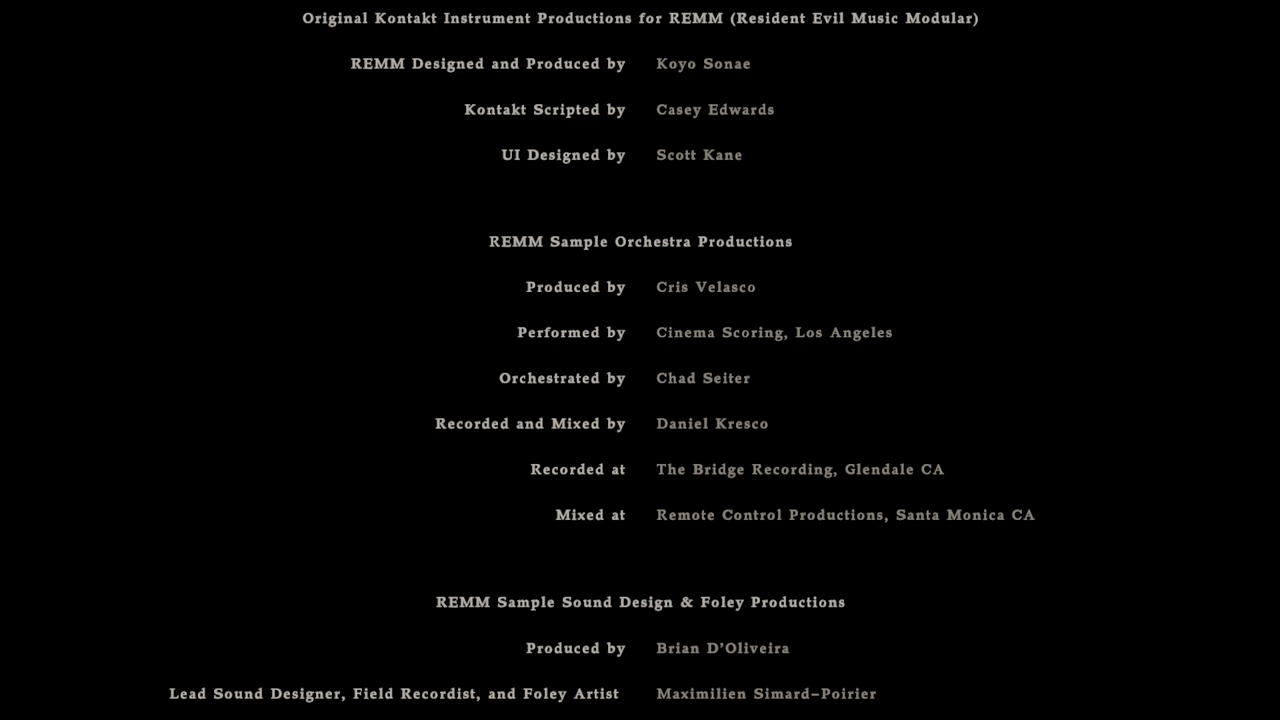 Original Kontakt Instrument Productions for REMM (Resident Evil Music Modular)
REMM Designed and Produced by Koyo Sonae
Kontakt Scripted by Casey Edwards
UI Designed by Scott Kane
REMM Sample Orchestra Productions
Produced by Cris Velasco
Performed by Cinema Scoring, Los Angeles
Orchestrated by Chad Seiter
Recorded and Mixed by Daniel Kresco
Recorded at The Bridge Recording, Glendale CA
Mixed at Remote Control Productions, Santa Monica CA
REMM Sample Sound Design & Foley Productions
Produced by Brian D'Oliveira
Lead Sound Designer, Field Recordist, and Foley Artist Maximilien Simard-Poirier